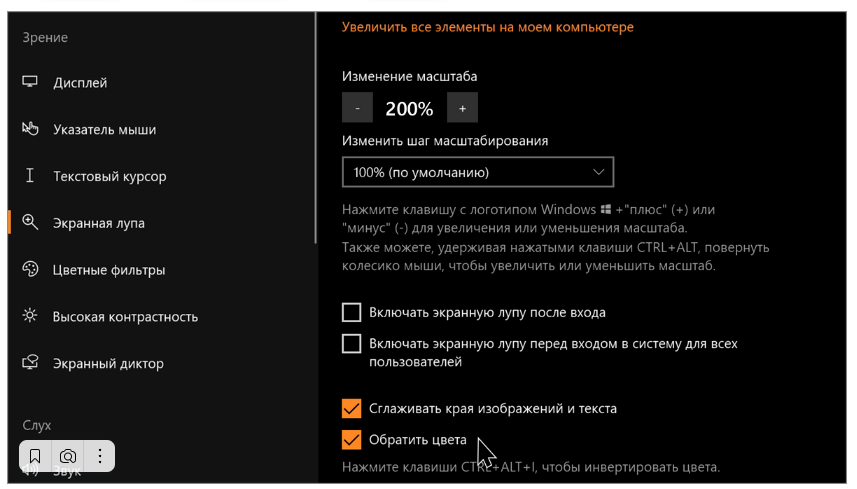 Зрение
Дисплей
Указатель мыши
Текстовый курсор
Экранная лупа
Цветные фильтры
Высокая контрастность
Экранный диктор
Слух
Звук
Увеличить все элементы на моем компьютере
Изменение масштаба
- 200% +
Изменить шаг масштабирования
100% (по умолчанию)
Нажмите клавишу с логотипом Windows +"плюс" (+) или
"минус" (-) для увеличения или уменьшения масштаба.
Также можете, удерживая нажатыми клавиши CTRL+ALT, повернуть
колесико мыши, чтобы увеличить или уменьшить масштаб.
Включать экранную лупу после входа
Включать экранную лупу перед входом в систему для всех
пользователей
Сглаживать края изображений и текста
Обратить цвета
Нажмите клавиши CTRL+ALT+I, чтобы инвертировать цвета.